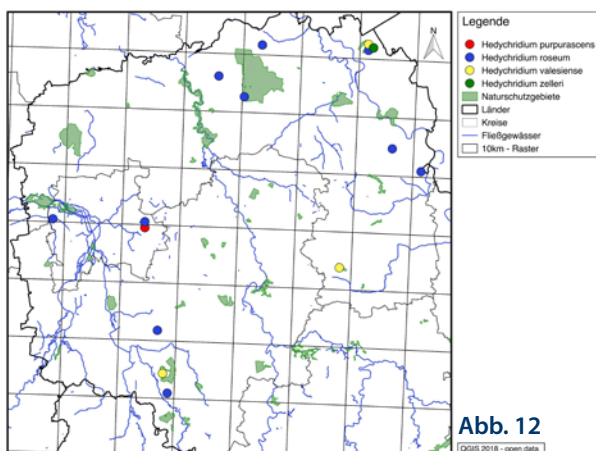 N
Legende
Hedychridium purpurascens
Hedychridium roseum
Hedychridium valesiense
Hedychridium zelleri
Naturschutzgebiete
Länder
Kreise
Fließgewässer
10km - Raster
Abb. 12
QGIS 2018 - open data